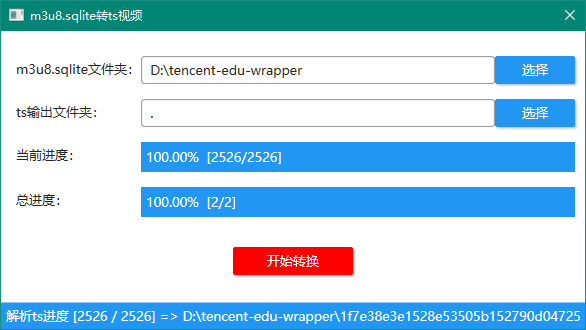 m3u8.sqlite转ts视频
m3u8.sqlite文件夹： D:\tencent-edu-wrapper 选择
ts输出文件夹： . 选择
当前进度： 100.00% [2526/2526]
总进度： 100.00% [2/2]
开始转换
解析ts进度 [2526 / 2526] => D:\tencent-edu-wrapper\1f7e38e3e1528e53505b152790d04725